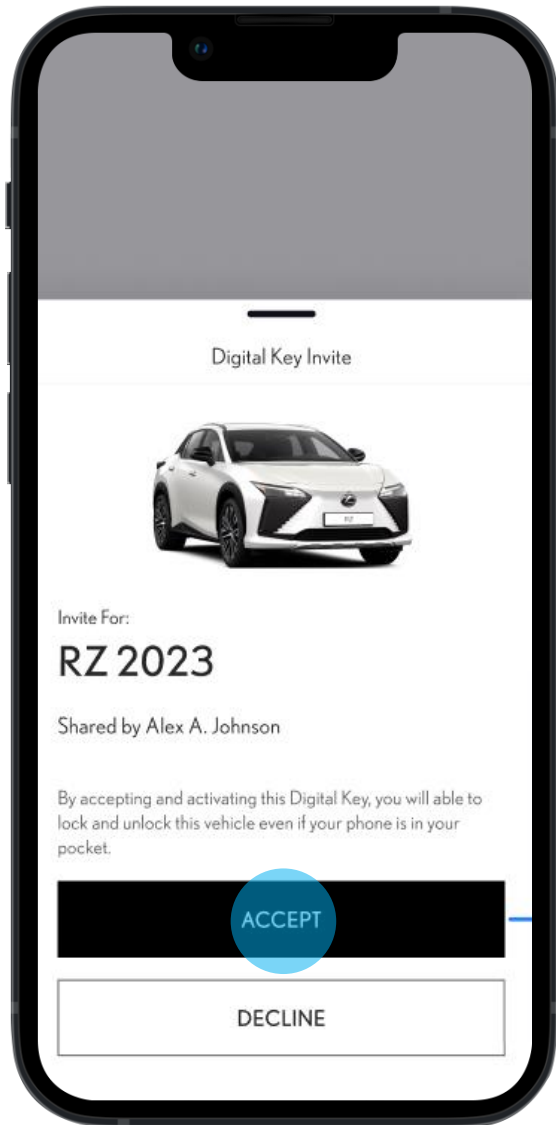 Digital Key Invite
RZ
Invite For:
RZ 2023
Shared by Alex A. Johnson
By accepting and activating this Digital Key, you will able to
lock and unlock this vehicle even if your phone is in your
pocket.
ACCEPT
DECLINE